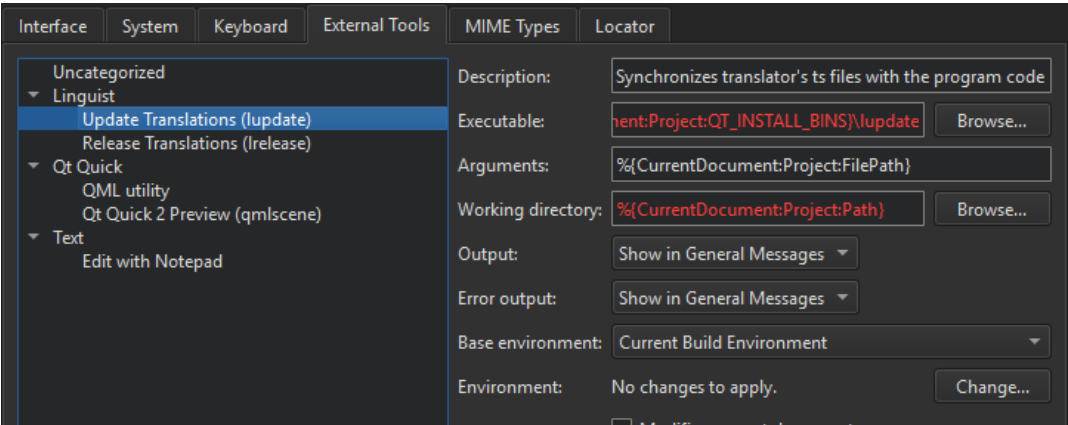 Interface System Keyboard External Tools MIME Types Locator
Uncategorized
Linguist
Update Translations (lupdate)
Release Translations (lrelease)
Qt Quick
QML utility
Qt Quick 2 Preview (qmlscene)
Text
Edit with Notepad
Description: Synchronizes translator's ts files with the program code
Executable: nent:Project:QT_INSTALL_BINS}\lupdate Browse...
Arguments: %{CurrentDocument:Project:FilePath}
Working directory: %{CurrentDocument:Project:Path} Browse...
Output: Show in General Messages
Error output: Show in General Messages
Base environment: Current Build Environment
Environment: No changes to apply. Change...